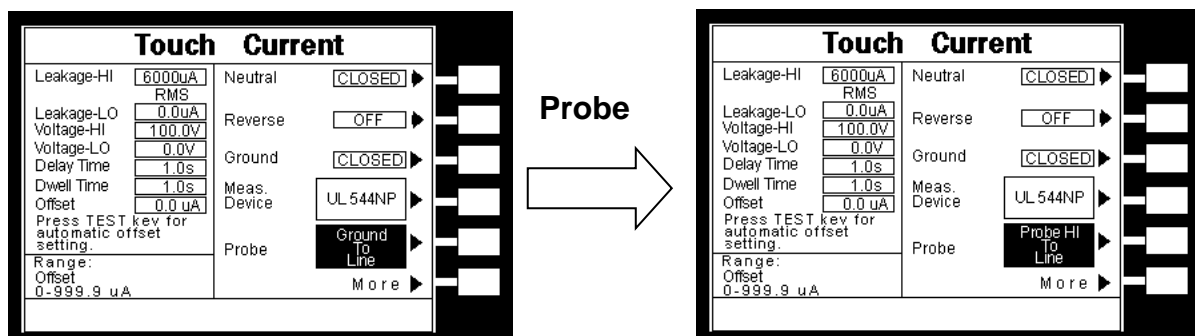 Touch Current
Leakage-HI 6000uA
RMS
Leakage-LO 0.0uA
Voltage-HI 100.0V
Voltage-LO 0.0V
Delay Time 1.0s
Dwell Time 1.0s
Offset 0.0 uA
Press TEST key for
automatic offset
setting.
Range:
Offset
0-999.9 uA
Neutral CLOSED
Reverse OFF
Ground CLOSED
Meas.
Device UL544NP
Probe Ground
To
Line
More
Probe
Touch Current
Leakage-HI 6000uA
RMS
Leakage-LO 0.0uA
Voltage-HI 100.0V
Voltage-LO 0.0V
Delay Time 1.0s
Dwell Time 1.0s
Offset 0.0 uA
Press TEST key for
automatic offset
setting.
Range:
Offset
0-999.9 uA
Neutral CLOSED
Reverse OFF
Ground CLOSED
Meas.
Device UL544NP
Probe Probe HI
To
Line
More